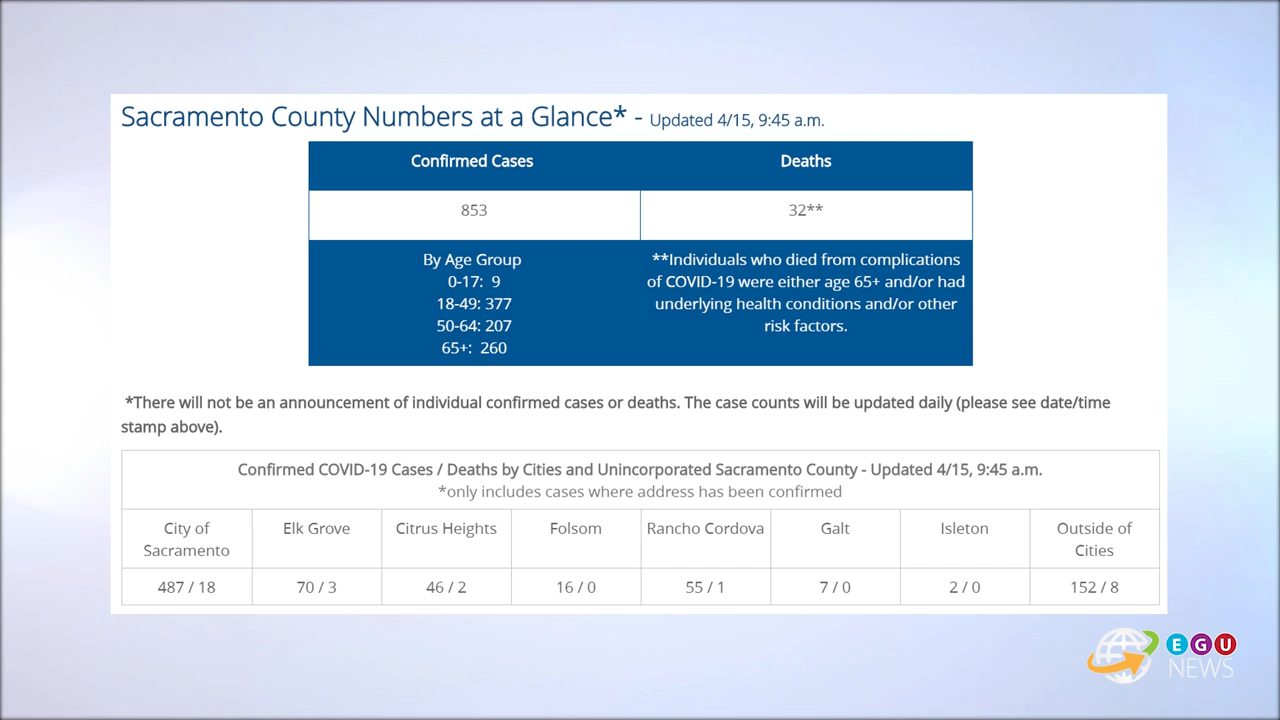 Sacramento County Numbers at a Glance* - Updated 4/15, 9:45 a.m.
Confirmed Cases
Deaths
853
32**
By Age Group
0-17: 9
18-49: 377
50-64: 207
65+: 260
**Individuals who died from complications
of COVID-19 were either age 65+ and/or had
underlying health conditions and/or other
risk factors.
*There will not be an announcement of individual confirmed cases or deaths. The case counts will be updated daily (please see date/time
stamp above).
Confirmed COVID-19 Cases / Deaths by Cities and Unincorporated Sacramento County - Updated 4/15, 9:45 a.m.
*only includes cases where address has been confirmed
City of
Sacramento
Elk Grove
Citrus Heights
Folsom
Rancho Cordova
Galt
Isleton
Outside of
Cities
487 / 18
70 / 3
46 / 2
16 / 0
55 / 1
7 / 0
2 / 0
152 / 8
EGU
NEWS